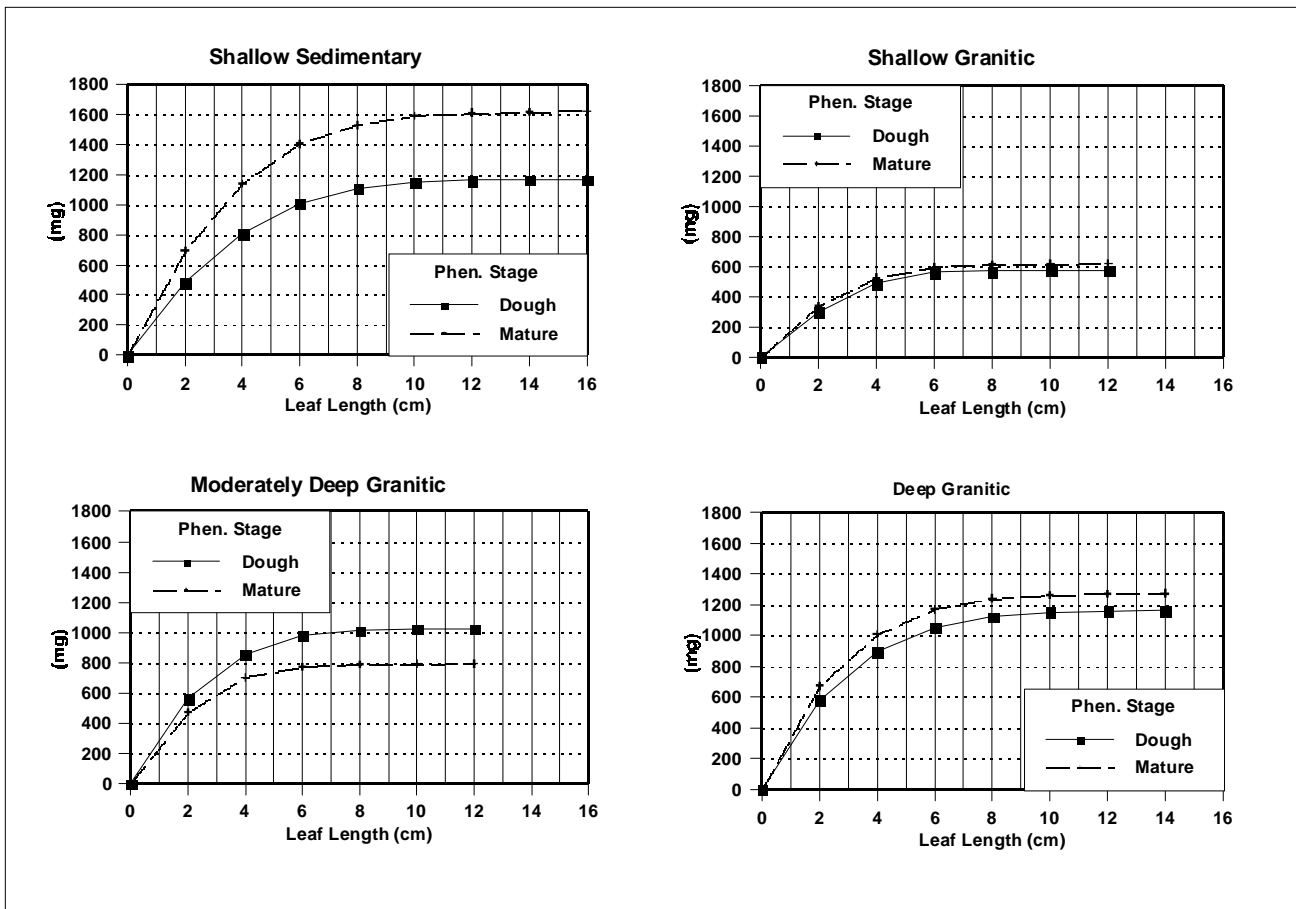 Shallow Sedimentary
1800
1600
1400
1200
1000
800
600
400
200
0
(mg)
Phen. Stage
Dough
Mature
0 2 4 6 8 10 12 14 16
Leaf Length (cm)
Shallow Granitic
1800
1600
1400
1200
1000
800
600
400
200
0
(mg)
Phen. Stage
Dough
Mature
0 2 4 6 8 10 12 14 16
Leaf Length (cm)
Moderately Deep Granitic
1800
1600
1400
1200
1000
800
600
400
200
0
(mg)
Phen. Stage
Dough
Mature
0 2 4 6 8 10 12 14 16
Leaf Length (cm)
Deep Granitic
1800
1600
1400
1200
1000
800
600
400
200
0
(mg)
Phen. Stage
Dough
Mature
0 2 4 6 8 10 12 14 16
Leaf Length (cm)